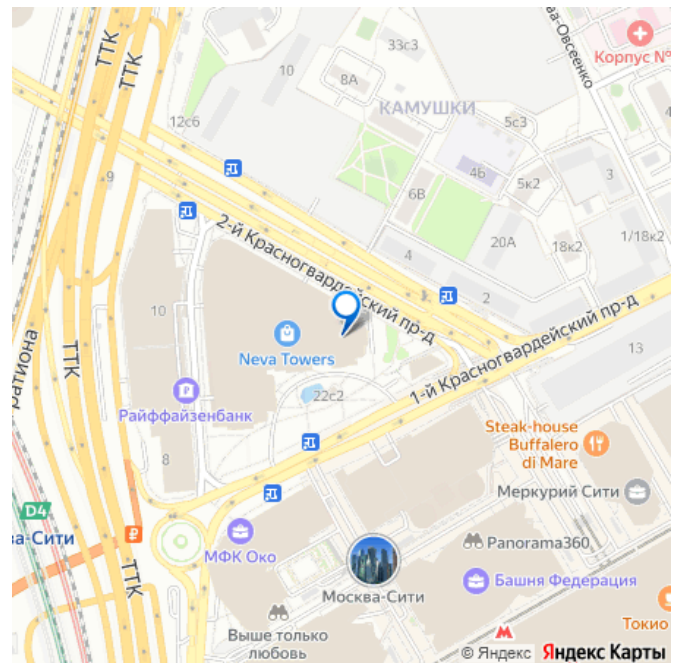 ТТК
ТТК
33с3
ва-Овсеенко
Корпус №
10
8А
КАМУШКИ
12с6
5с3
9
4Б
5к2
3
6В
2-й Красногвардейский пр-д
20А
18к2
1/18к2
4
2
10
1-й Красногвардейский пр-д
ТТК
Neva Towers
13
ратиона
22с2
Райффайзенбанк
Steak-house
Buffalero
di Mare
8
Меркурий Сити
D4
ва-Сити
МФК Око
Panorama360
Башня Федерация
ТТК
Москва-Сити
Токио
Выше только
любовь
© Яндекс Яндекс Карты